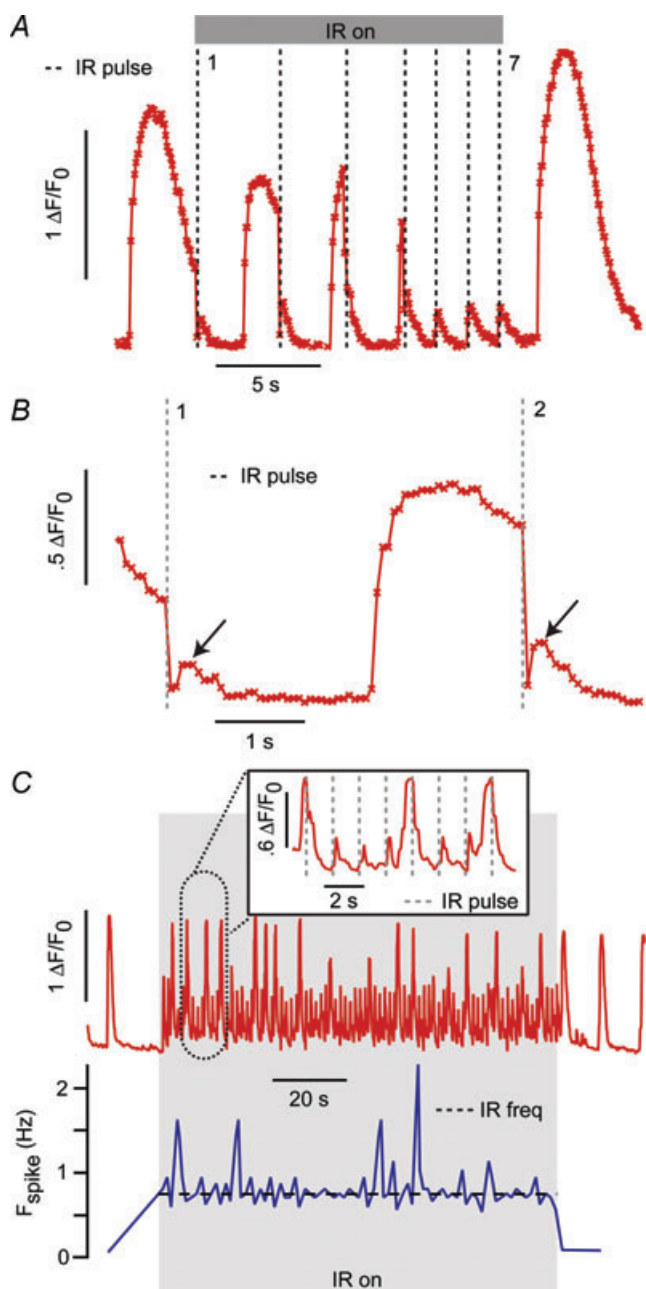 A
IR on
IR pulse
1
7
1 ΔF/F0
5 s
B
1
2
IR pulse
.5 ΔF/F0
1 s
C
.6 ΔF/F0
2 s
IR pulse
1 ΔF/F0
20 s
IR freq
Fspike (Hz)
2
1
0
IR on